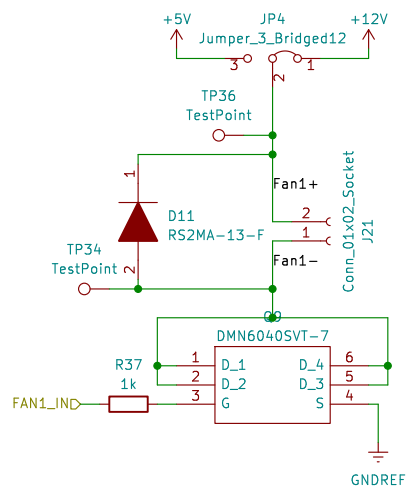 +5V
JP4
+12V
Jumper_3_Bridged12
3
2
1
TP36
TestPoint
1
Fan1+
D11
RS2MA-13-F
2
1
J21
Conn_01x02_Socket
TP34
TestPoint
2
Fan1-
Q9
DMN6040SVT-7
R37
1k
1
D_1
D_4
6
2
D_2
D_3
5
FAN1_IN
3
G
S
4
GNDREF